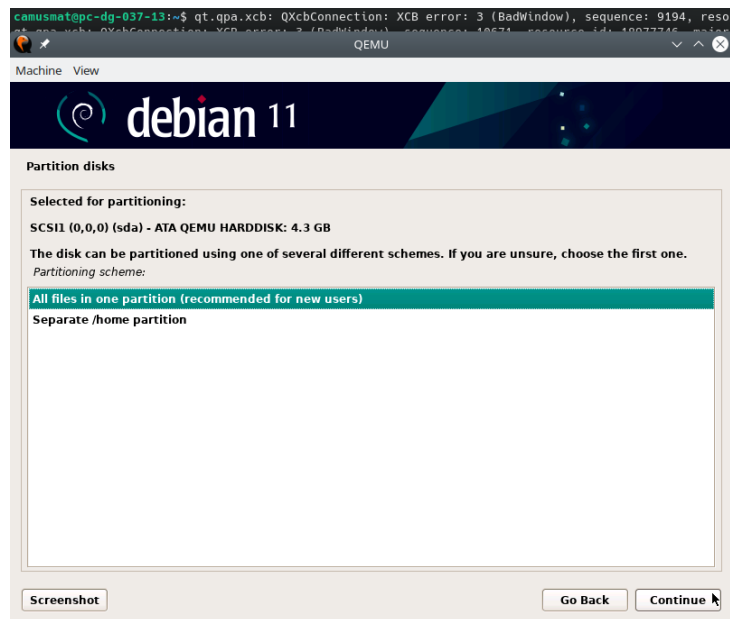 camusmat@pc-dg-037-13:~$ qt.qpa.xcb: QXcbConnection: XCB error: 3 (BadWindow), sequence: 9194, reso
QEMU
Machine View
debian 11
Partition disks
Selected for partitioning:
SCSI1 (0,0,0) (sda) - ATA QEMU HARDDISK: 4.3 GB
The disk can be partitioned using one of several different schemes. If you are unsure, choose the first one.
Partitioning scheme:
All files in one partition (recommended for new users)
Separate /home partition
Screenshot
Go Back
Continue